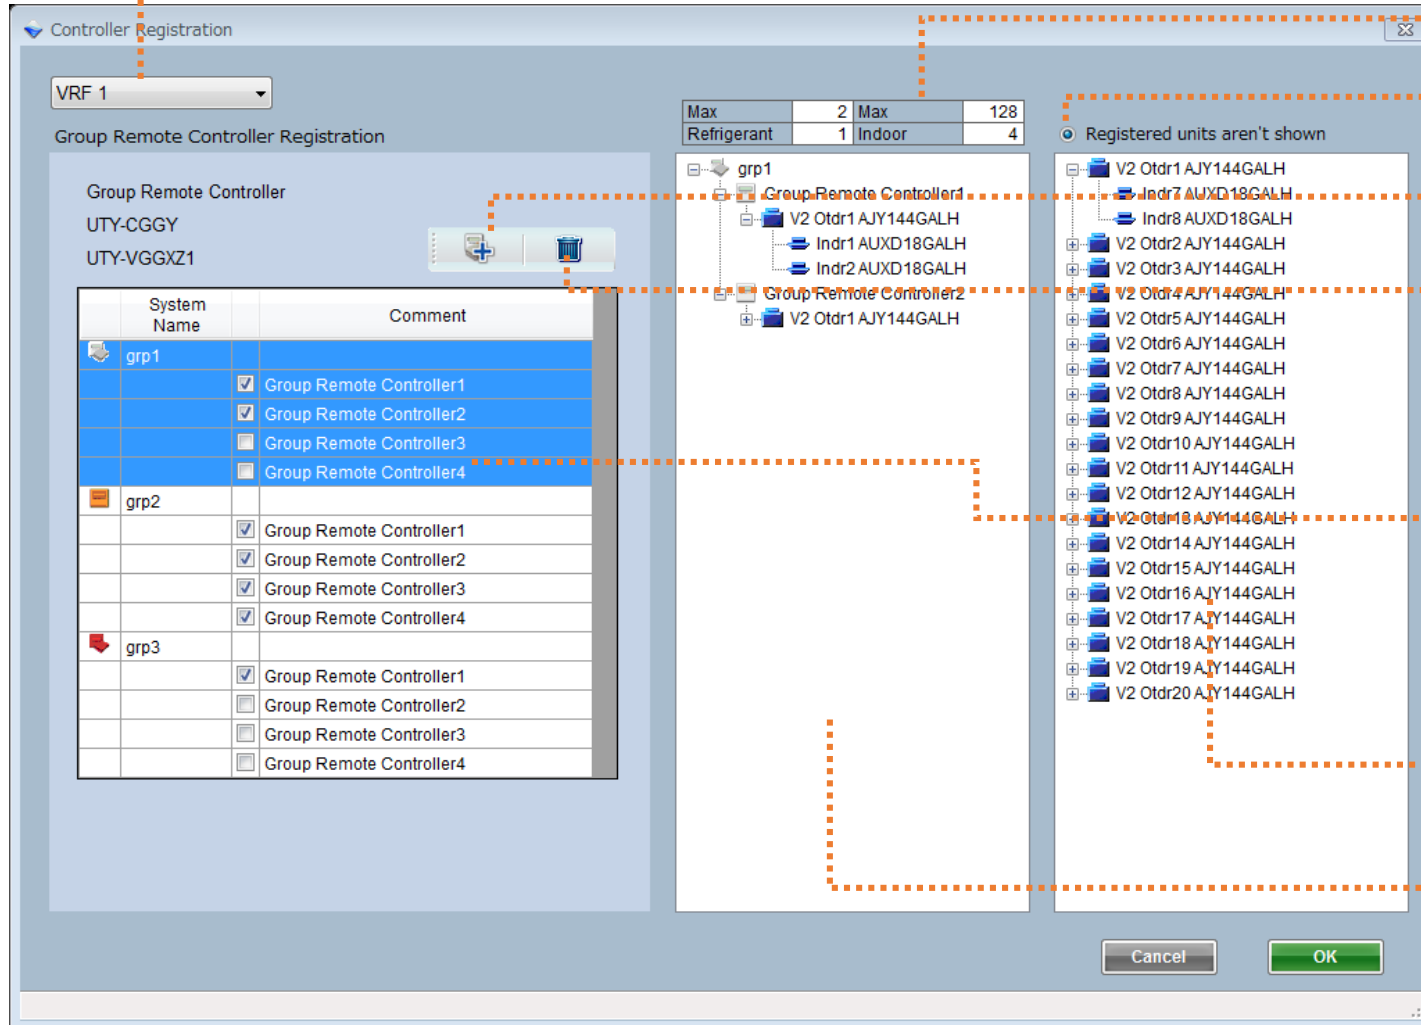 Controller Registration
VRF 1
Group Remote Controller Registration
Group Remote Controller
UTY-CGGY
UTY-VGGXZ1
System Name Comment
grp1
Group Remote Controller1
Group Remote Controller2
Group Remote Controller3
Group Remote Controller4
grp2
Group Remote Controller1
Group Remote Controller2
Group Remote Controller3
Group Remote Controller4
grp3
Group Remote Controller1
Group Remote Controller2
Group Remote Controller3
Group Remote Controller4
Max 2 Max 128
Refrigerant 1 Indoor 4
grp1
Group Remote Controller1
V2 Otdr1 AJY144GALH
Indr1 AUXD18GALH
Indr2 AUXD18GALH
Group Remote Controller2
V2 Otdr1 AJY144GALH
Registered units aren't shown
V2 Otdr1 AJY144GALH
Indr7 AUXD18GALH
Indr8 AUXD18GALH
V2 Otdr2 AJY144GALH
V2 Otdr3 AJY144GALH
V2 Otdr4 AJY144GALH
V2 Otdr5 AJY144GALH
V2 Otdr6 AJY144GALH
V2 Otdr7 AJY144GALH
V2 Otdr8 AJY144GALH
V2 Otdr9 AJY144GALH
V2 Otdr10 AJY144GALH
V2 Otdr11 AJY144GALH
V2 Otdr12 AJY144GALH
V2 Otdr13 AJY144GALH
V2 Otdr14 AJY144GALH
V2 Otdr15 AJY144GALH
V2 Otdr16 AJY144GALH
V2 Otdr17 AJY144GALH
V2 Otdr18 AJY144GALH
V2 Otdr19 AJY144GALH
V2 Otdr20 AJY144GALH
Cancel OK